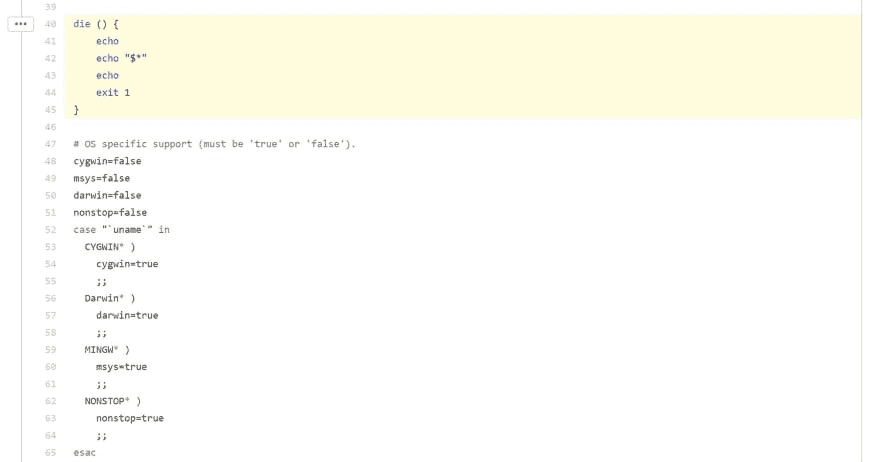 39
40 die () {
41     echo
42     echo "$*"
43     echo
44     exit 1
45 }
46
47 # OS specific support (must be 'true' or 'false').
48 cygwin=false
49 msys=false
50 darwin=false
51 nonstop=false
52 case "`uname`" in
53   CYGWIN* )
54     cygwin=true
55     ;;
56   Darwin* )
57     darwin=true
58     ;;
59   MINGW* )
60     msys=true
61     ;;
62   NONSTOP* )
63     nonstop=true
64     ;;
65 esac